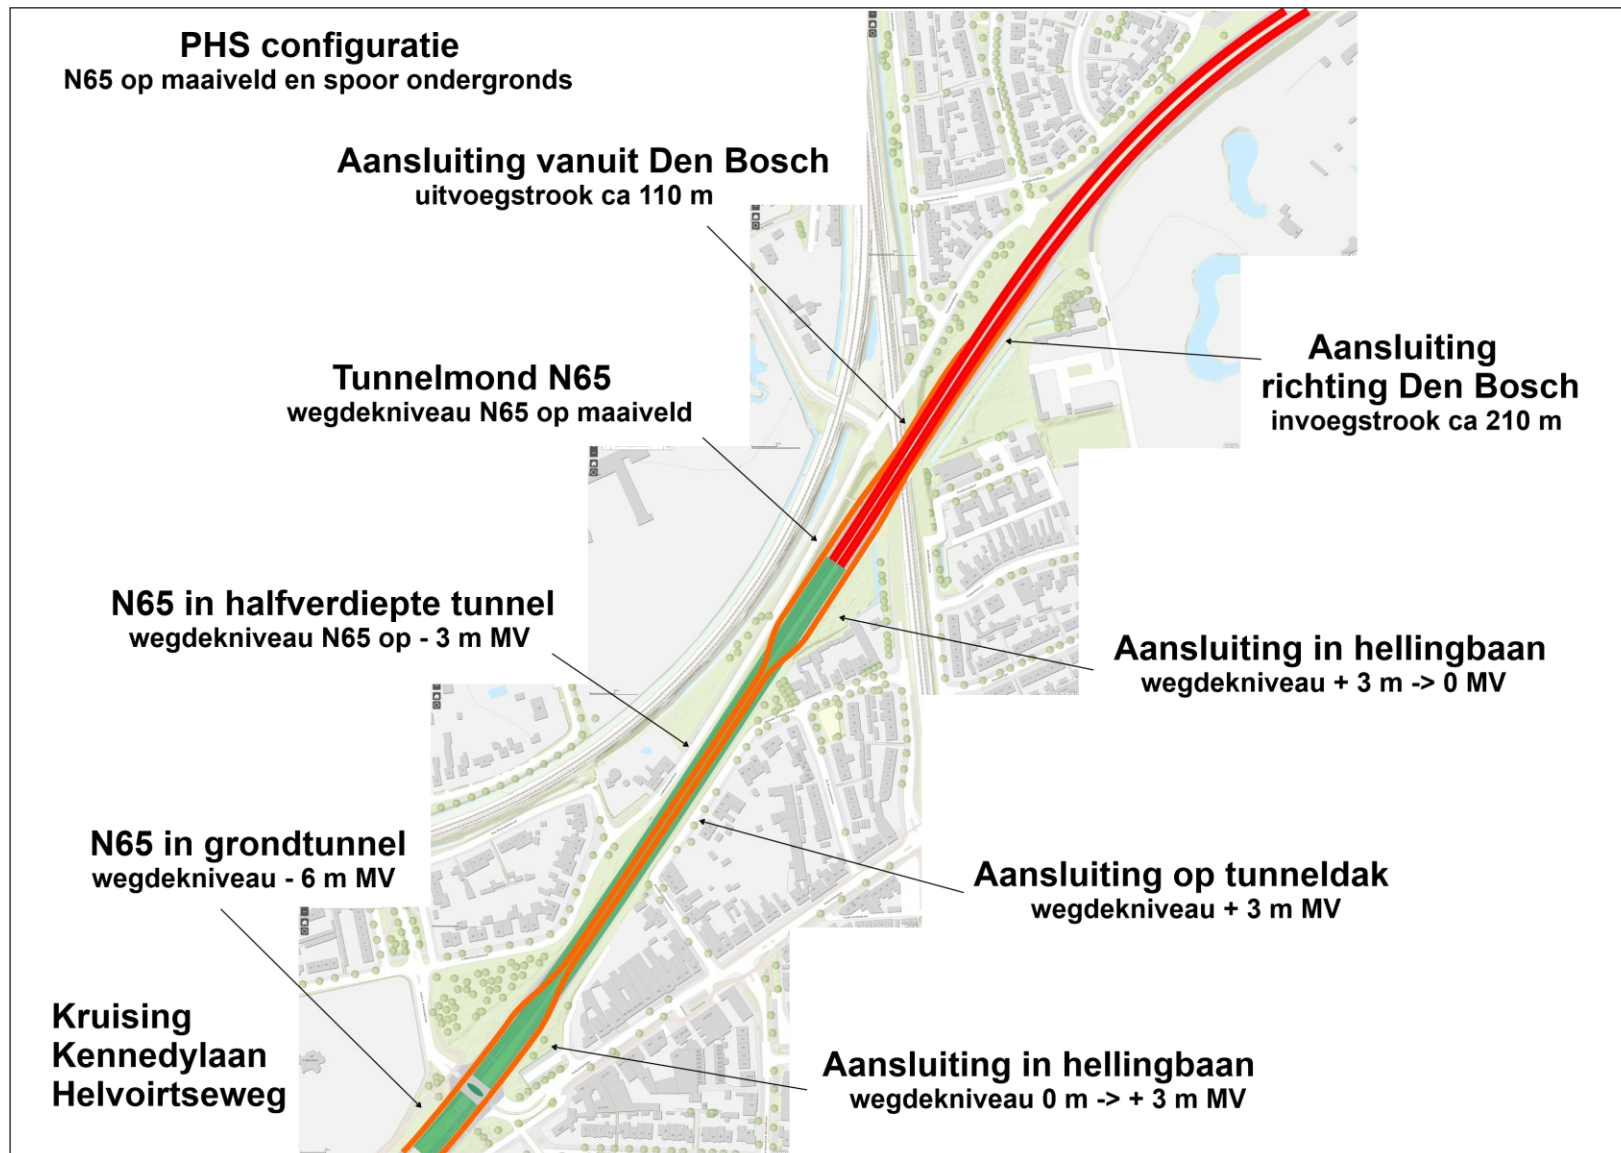 PHS configuratie
N65 op maaiveld en spoor ondergronds
Aansluiting vanuit Den Bosch
uitvoegstrook ca 110 m
Tunnelmond N65
wegdekniveau N65 op maaiveld
Aansluiting
richting Den Bosch
invoegstrook ca 210 m
N65 in halfverdiepte tunnel
wegdekniveau N65 op - 3 m MV
Aansluiting in hellingbaan
wegdekniveau + 3 m -> 0 MV
N65 in grondtunnel
wegdekniveau - 6 m MV
Aansluiting op tunneldak
wegdekniveau + 3 m MV
Kruising
Kennedylaan
Helvoirtseweg
Aansluiting in hellingbaan
wegdekniveau 0 m -> + 3 m MV